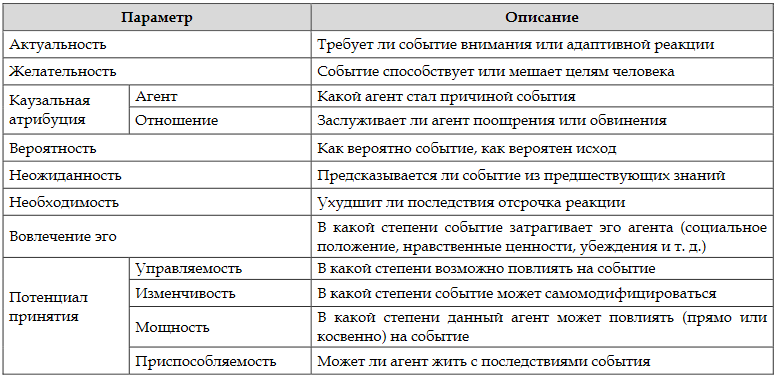 Параметр Описание
Актуальность Требует ли событие внимания или адаптивной реакции
Желательность Событие способствует или мешает целям человека
Каузальная атрибуция Агент Какой агент стал причиной события
Отношение Заслуживает ли агент поощрения или обвинения
Вероятность Как вероятно событие, как вероятен исход
Неожиданность Предсказывается ли событие из предшествующих знаний
Необходимость Ухудшит ли последствия отсрочка реакции
Вовлечение эго В какой степени событие затрагивает эго агента (социальное
положение, нравственные ценности, убеждения и т. д.)
Потенциал принятия Управляемость В какой степени возможно повлиять на событие
Изменчивость В какой степени событие может самомодифицироваться
Мощность В какой степени данный агент может повлиять (прямо или
косвенно) на событие
Приспособляемость Может ли агент жить с последствиями события